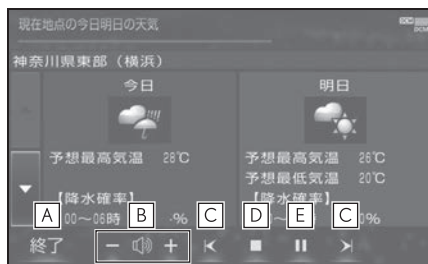 現在地点の今日明日の天気
神奈川県東部（横浜）
今日 明日
予想最高気温 28℃ 予想最高気温 26℃
予想最低気温 20℃
【降水確率】 【降水確率】
00～06時 -%
A B C D E C
終了 － ＋